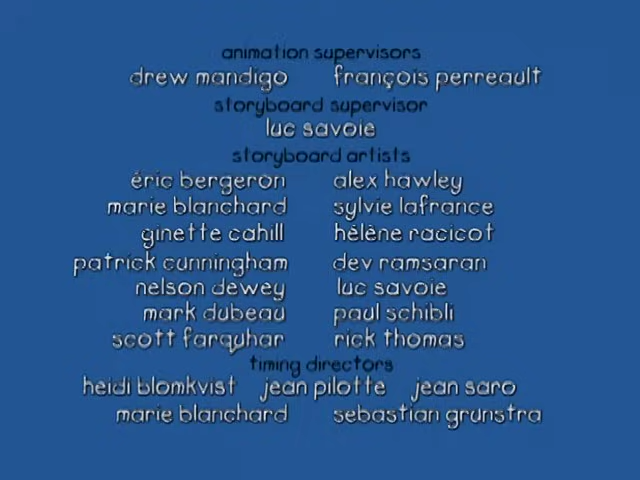 animation supervisors
drew mandigo françois perreault
storyboard supervisor
luc savoie
storyboard artists
éric bergeron alex hawley
marie blanchard sylvie lafrance
ginette cahill hélène racicot
patrick cunningham dev ramsaran
nelson dewey luc savoie
mark dubeau paul schibli
scott farquhar rick thomas
timing directors
heidi blomkvist jean pilotte jean saro
marie blanchard sebastian grunstra